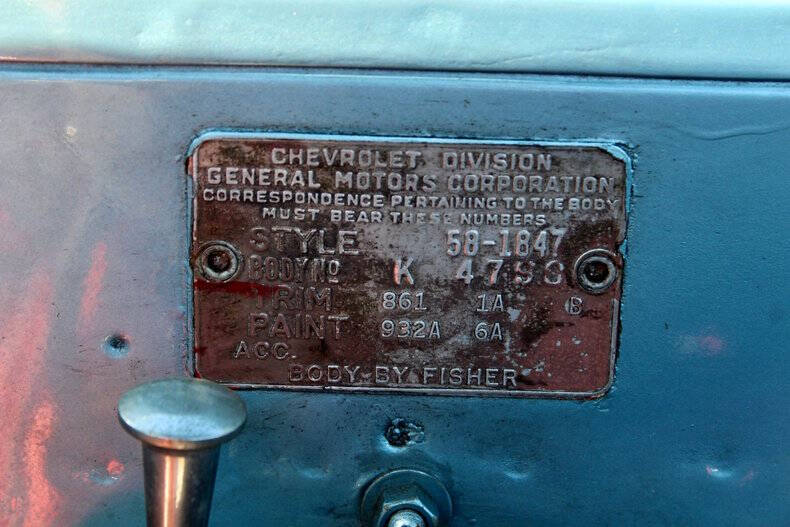 CHEVROLET DIVISION
GENERAL MOTORS CORPORATION
CORRESPONDENCE PERTAINING TO THE BODY
MUST BEAR THESE NUMBERS
STYLE 58-1847
BODY NO K
TRIM 861 1A B
PAINT 932A 6A
ACC.
BODY BY FISHER